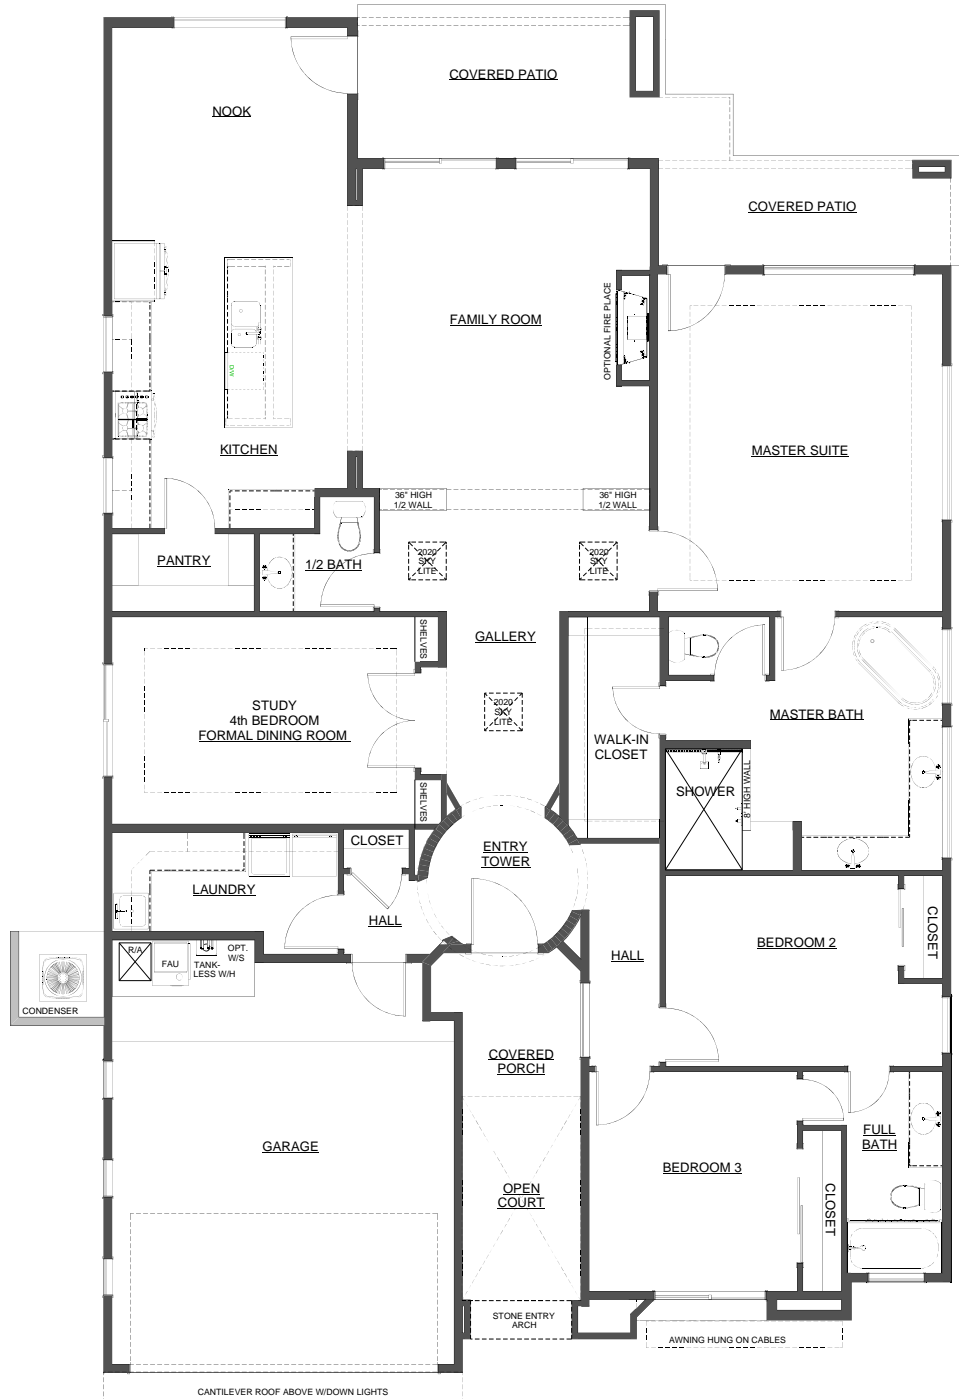 COVERED PATIO
NOOK
COVERED PATIO
OPTIONAL FIRE PLACE
FAMILY ROOM
DW
KITCHEN
MASTER SUITE
36" HIGH
1/2 WALL
36" HIGH
1/2 WALL
PANTRY
1/2 BATH
2020
SKY
LITE
2020
SKY
LITE
SHELVES
GALLERY
STUDY
4th BEDROOM
FORMAL DINING ROOM
2020
SKY
LITE
MASTER BATH
WALK-IN
CLOSET
SHOWER
8' HIGH WALL
SHELVES
CLOSET
ENTRY
TOWER
LAUNDRY
HALL
CLOSET
BEDROOM 2
HALL
R/A
FAU
TANK-
LESS W/H
OPT.
W/S
CONDENSER
COVERED
PORCH
GARAGE
FULL
BATH
BEDROOM 3
OPEN
COURT
CLOSET
STONE ENTRY
ARCH
AWNING HUNG ON CABLES
CANTILEVER ROOF ABOVE W/DOWN LIGHTS